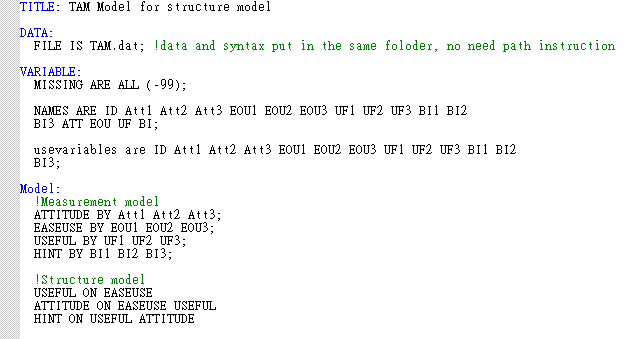 TITLE: TAM Model for structure model
DATA:
FILE IS TAM.dat; !data and syntax put in the same foloder, no need path instruction
VARIABLE:
MISSING ARE ALL (-99);
NAMES ARE ID Att1 Att2 Att3 EOU1 EOU2 EOU3 UF1 UF2 UF3 BI1 BI2
BI3 ATT EOU UF BI;
usevariables are ID Att1 Att2 Att3 EOU1 EOU2 EOU3 UF1 UF2 UF3 BI1 BI2
BI3;
Model:
!Measurement model
ATTITUDE BY Att1 Att2 Att3;
EASEUSE BY EOU1 EOU2 EOU3;
USEFUL BY UF1 UF2 UF3;
HINT BY BI1 BI2 BI3;
!Structure model
USEFUL ON EASEUSE
ATTITUDE ON EASEUSE USEFUL
HINT ON USEFUL ATTITUDE